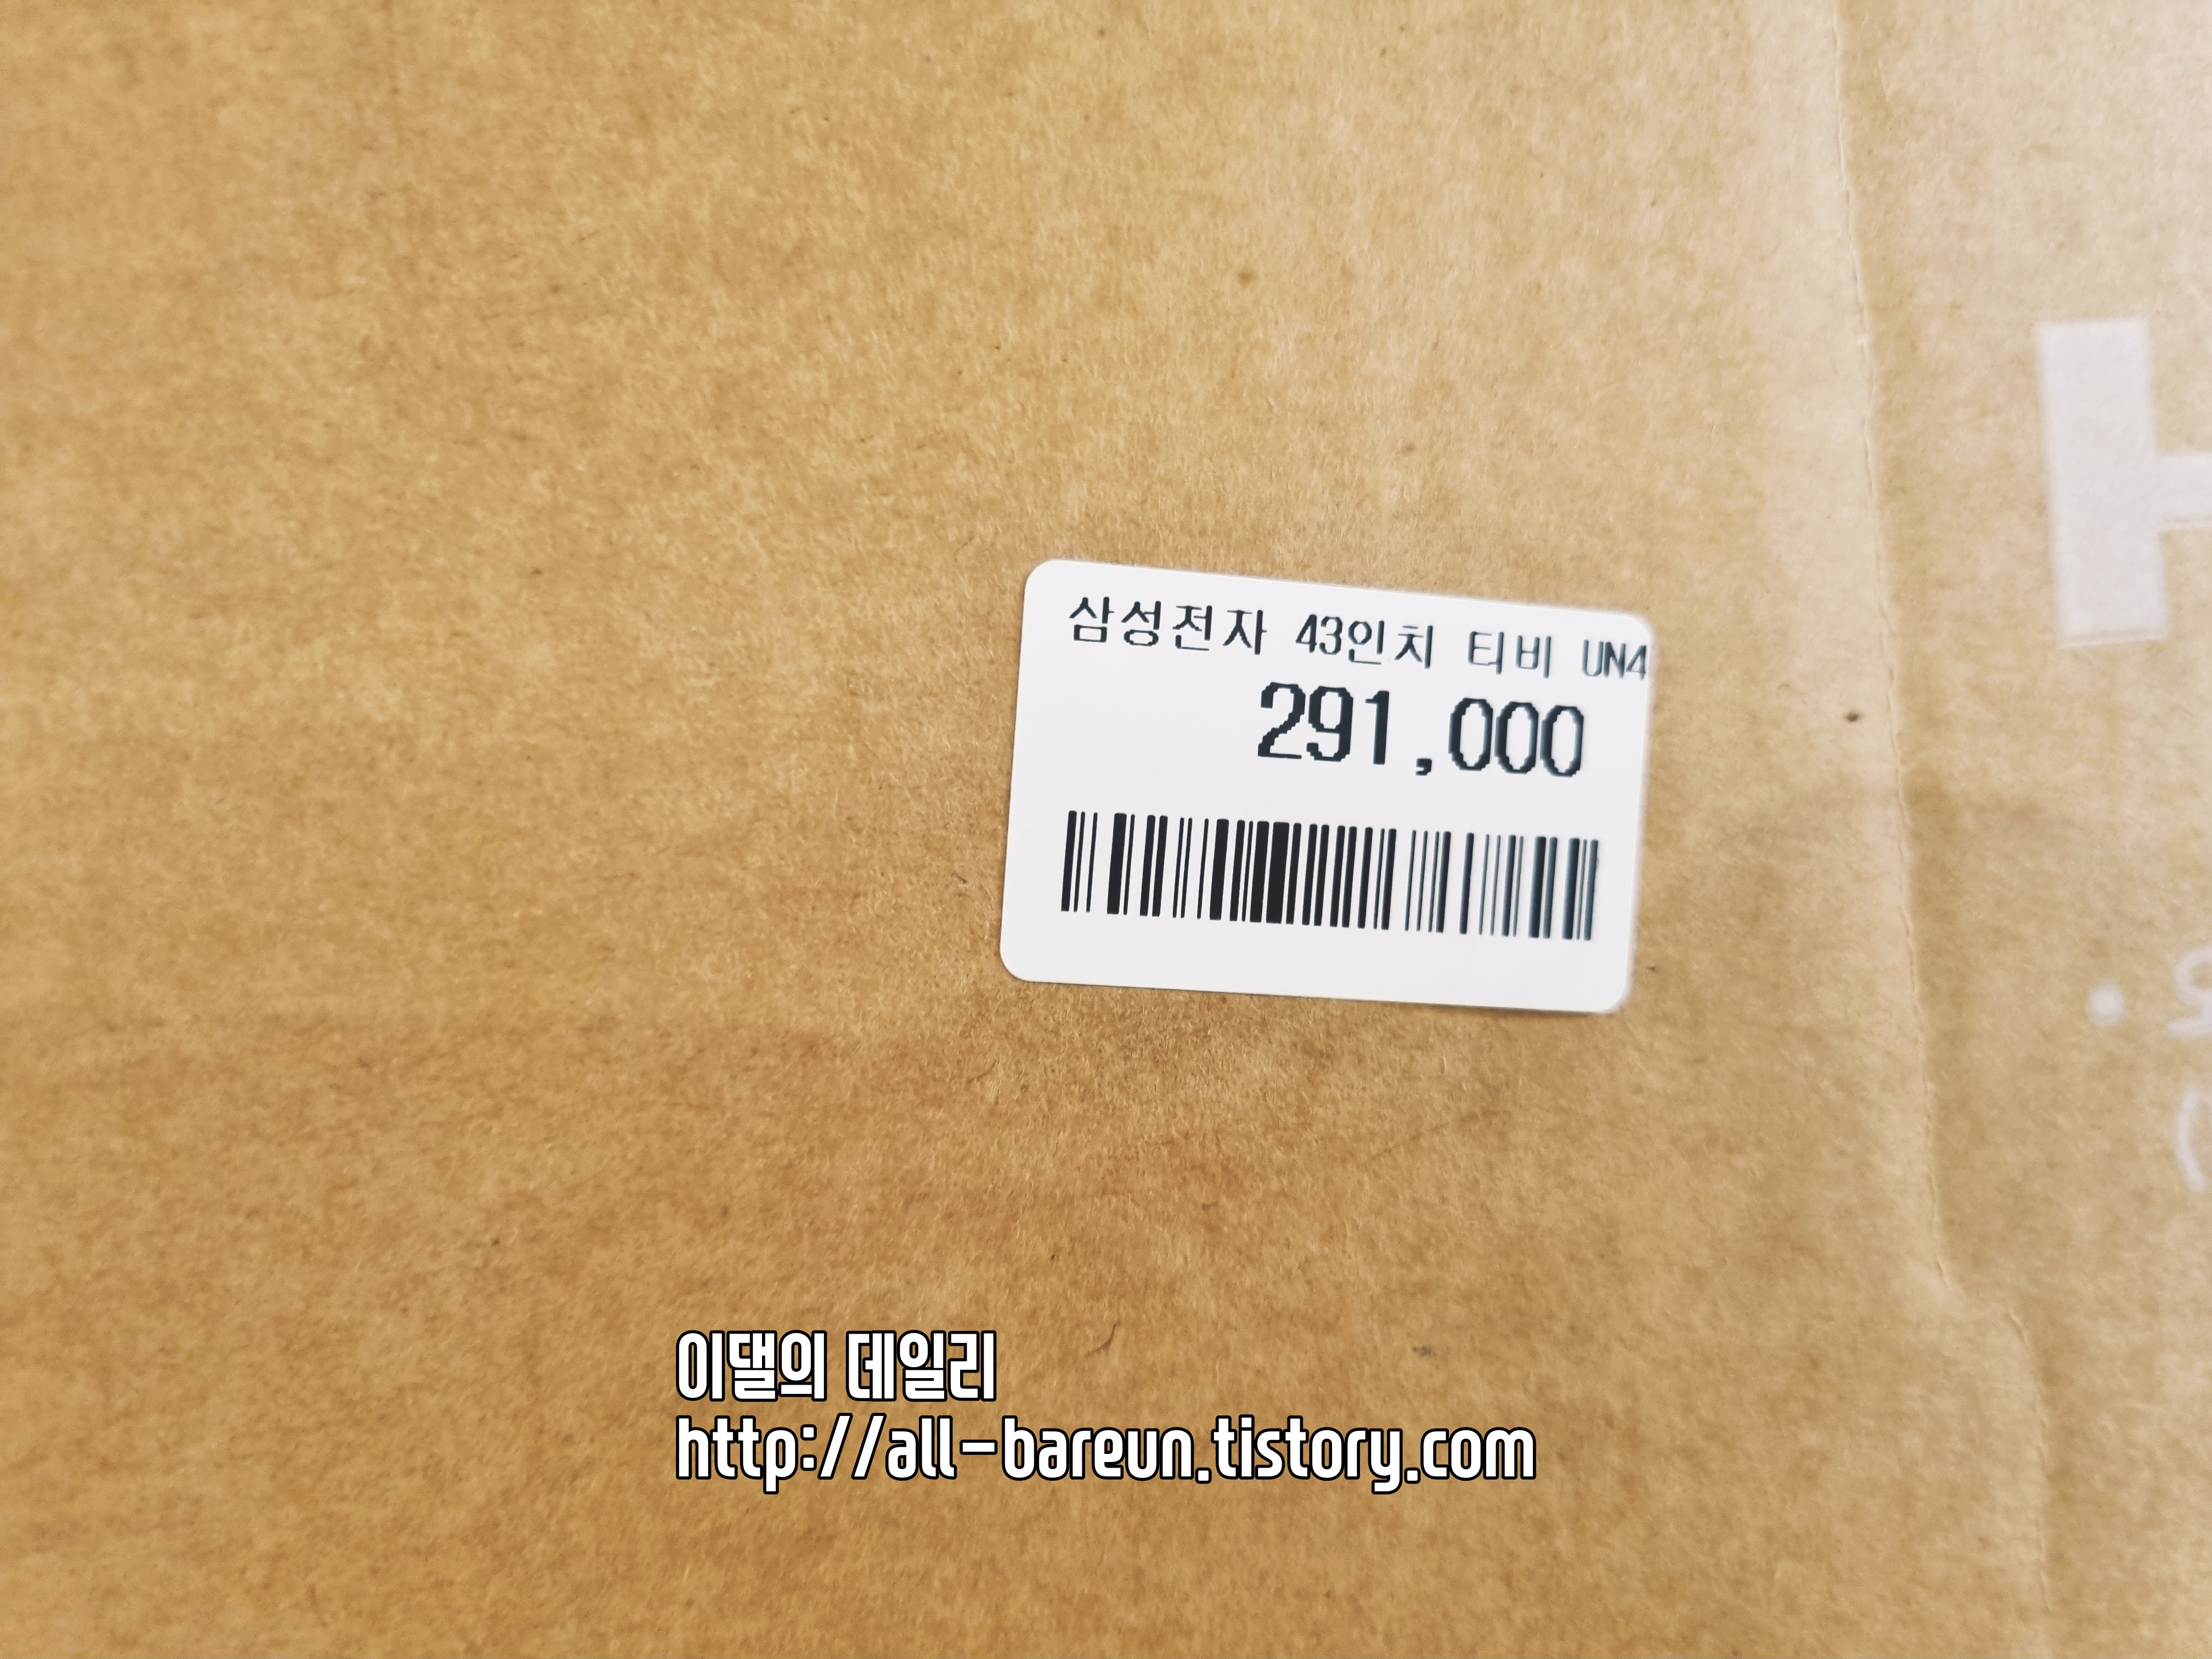 삼성전자 43인치 티비 UN4
291,000
이댈의 데일리
http://all-bareun.tistory.com